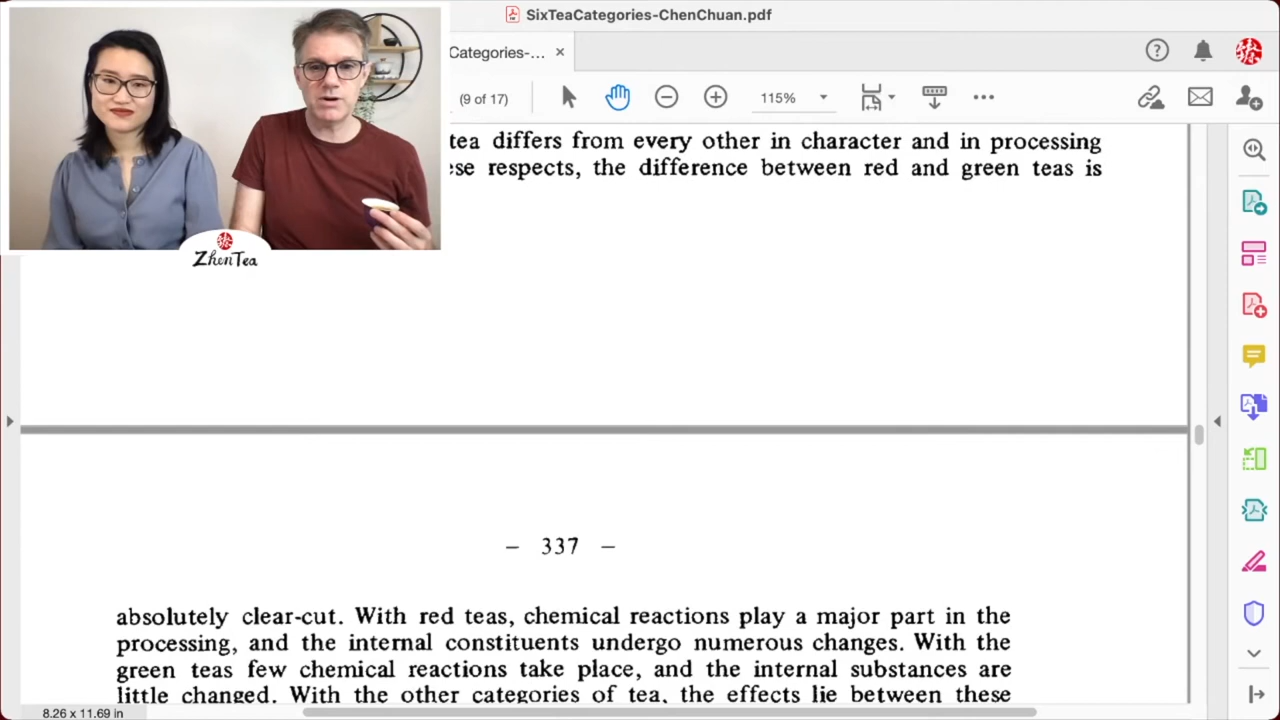 SixTeaCategories-ChenChuan.pdf
Categories-...
(9 of 17)
115%
tea differs from every other in character and in processing
ese respects, the difference between red and green teas is
ZhenTea
– 337 –
absolutely clear-cut. With red teas, chemical reactions play a major part in the
processing, and the internal constituents undergo numerous changes. With the
green teas few chemical reactions take place, and the internal substances are
little changed. With the other categories of tea, the effects lie between these
8.26 x 11.69 in